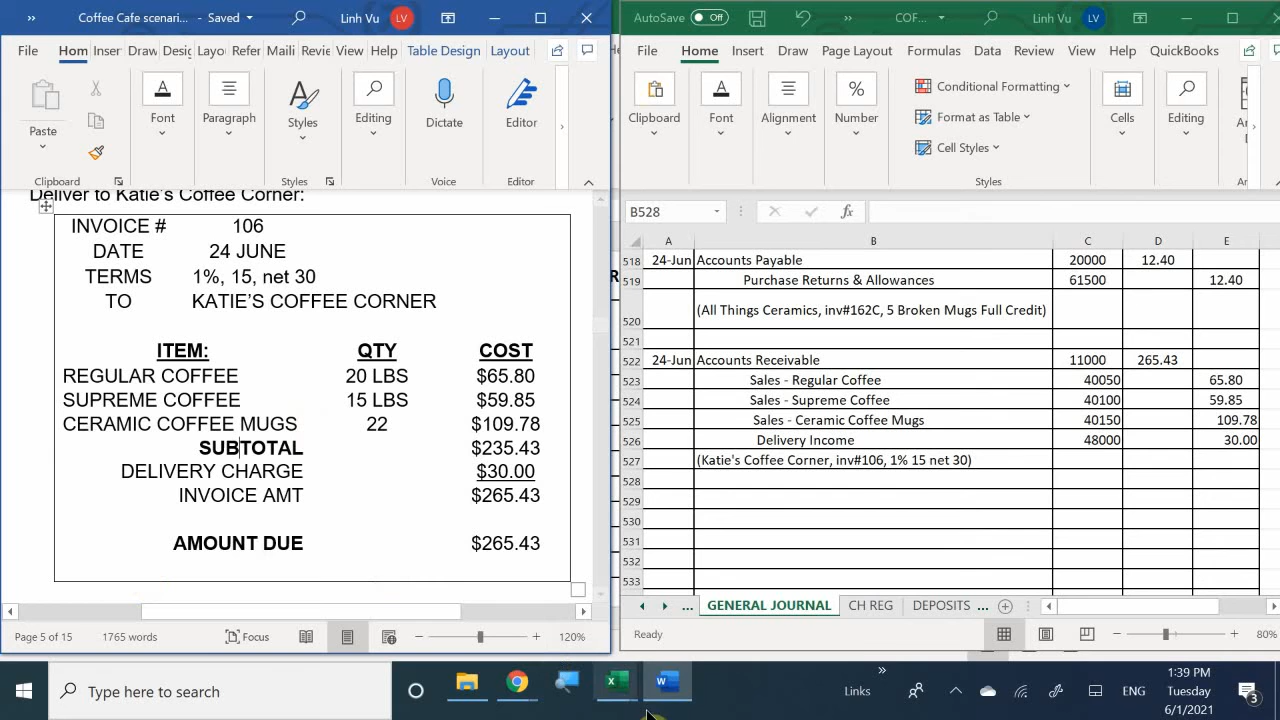 Coffee Cafe scenari... - Saved
Linh Vu
LV
File Hom Inser Draw Desig Layo Refer Maili Revie View Help Table Design Layout
Paste
Font
Paragraph
Styles
Editing
Dictate
Editor
Clipboard
Styles
Voice
Editor
Deliver to Katie's Coffee Corner:
INVOICE # 106
DATE 24 JUNE
TERMS 1%, 15, net 30
TO KATIE'S COFFEE CORNER
ITEM: QTY COST
REGULAR COFFEE 20 LBS $65.80
SUPREME COFFEE 15 LBS $59.85
CERAMIC COFFEE MUGS 22 $109.78
SUBTOTAL $235.43
DELIVERY CHARGE $30.00
INVOICE AMT $265.43
AMOUNT DUE $265.43
Page 5 of 15 1765 words Focus 120%
AutoSave Off
COF...
Linh Vu
LV
File Home Insert Draw Page Layout Formulas Data Review View Help QuickBooks
Clipboard
Font
Alignment
Number
%
Conditional Formatting
Format as Table
Cell Styles
Cells
Editing
Styles
B528 fx
A B C D E
518 24-Jun Accounts Payable 20000 12.40
519 Purchase Returns & Allowances 61500 12.40
520 (All Things Ceramics, inv#162C, 5 Broken Mugs Full Credit)
521
522 24-Jun Accounts Receivable 11000 265.43
523 Sales - Regular Coffee 40050 65.80
524 Sales - Supreme Coffee 40100 59.85
525 Sales - Ceramic Coffee Mugs 40150 109.78
526 Delivery Income 48000 30.00
527 (Katie's Coffee Corner, inv#106, 1% 15 net 30)
528
529
530
531
532
533
... GENERAL JOURNAL CH REG DEPOSITS ...
Ready 80%
Type here to search
Links
ENG
1:39 PM
Tuesday
6/1/2021
3